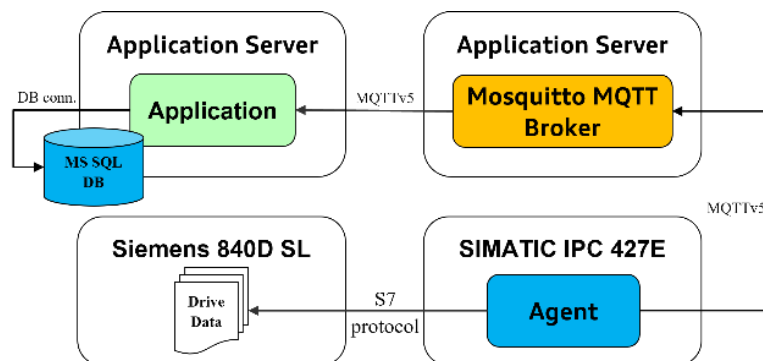 Application Server
Application Server
DB conn.
Application
MQTTv5
Mosquitto MQTT
Broker
MS SQL
DB
MQTTv5
Siemens 840D SL
SIMATIC IPC 427E
Drive
Data
S7
protocol
Agent